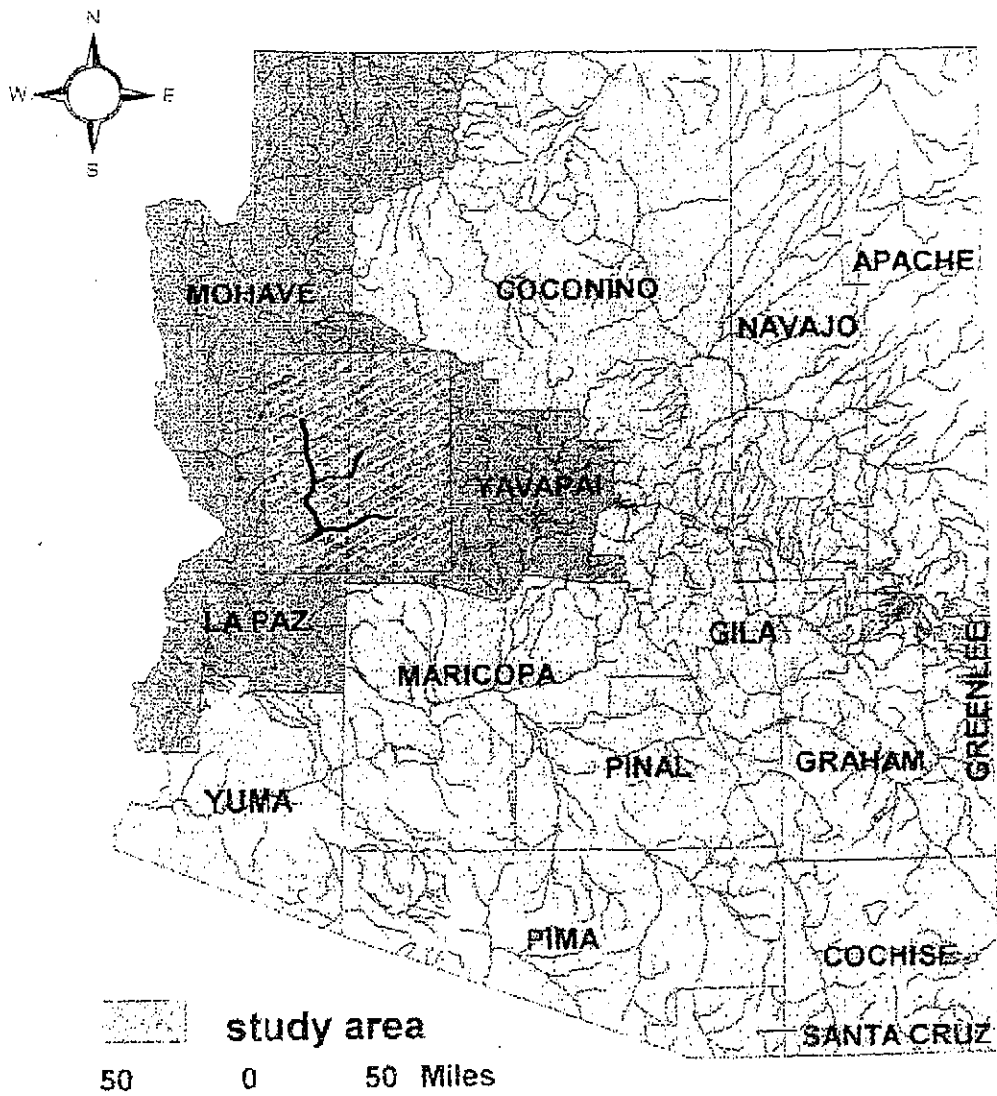 N
W E
S
MOHAVE
COCONINO
APACHE
NAVAJO
YAVAPAI
LA PAZ
GILA
MARICOPA
GREENLEE
PINAL
GRAHAM
YUMA
PIMA
COCHISE
study area
SANTA CRUZ
50 0 50 Miles